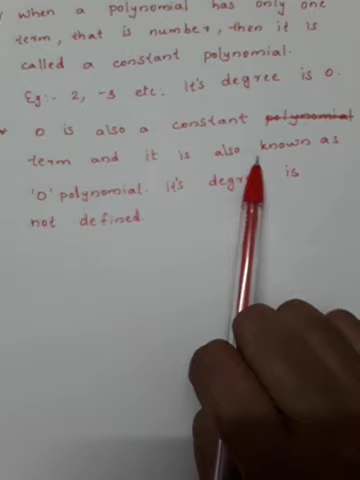 When a polynomial has only one
term, that is number, then it is
called a constant polynomial.
Eg:- 2, -3 etc. It's degree is 0.
0 is also a constant polynomial
term and it is also known as
'0' polynomial. It's degree is
not defined.